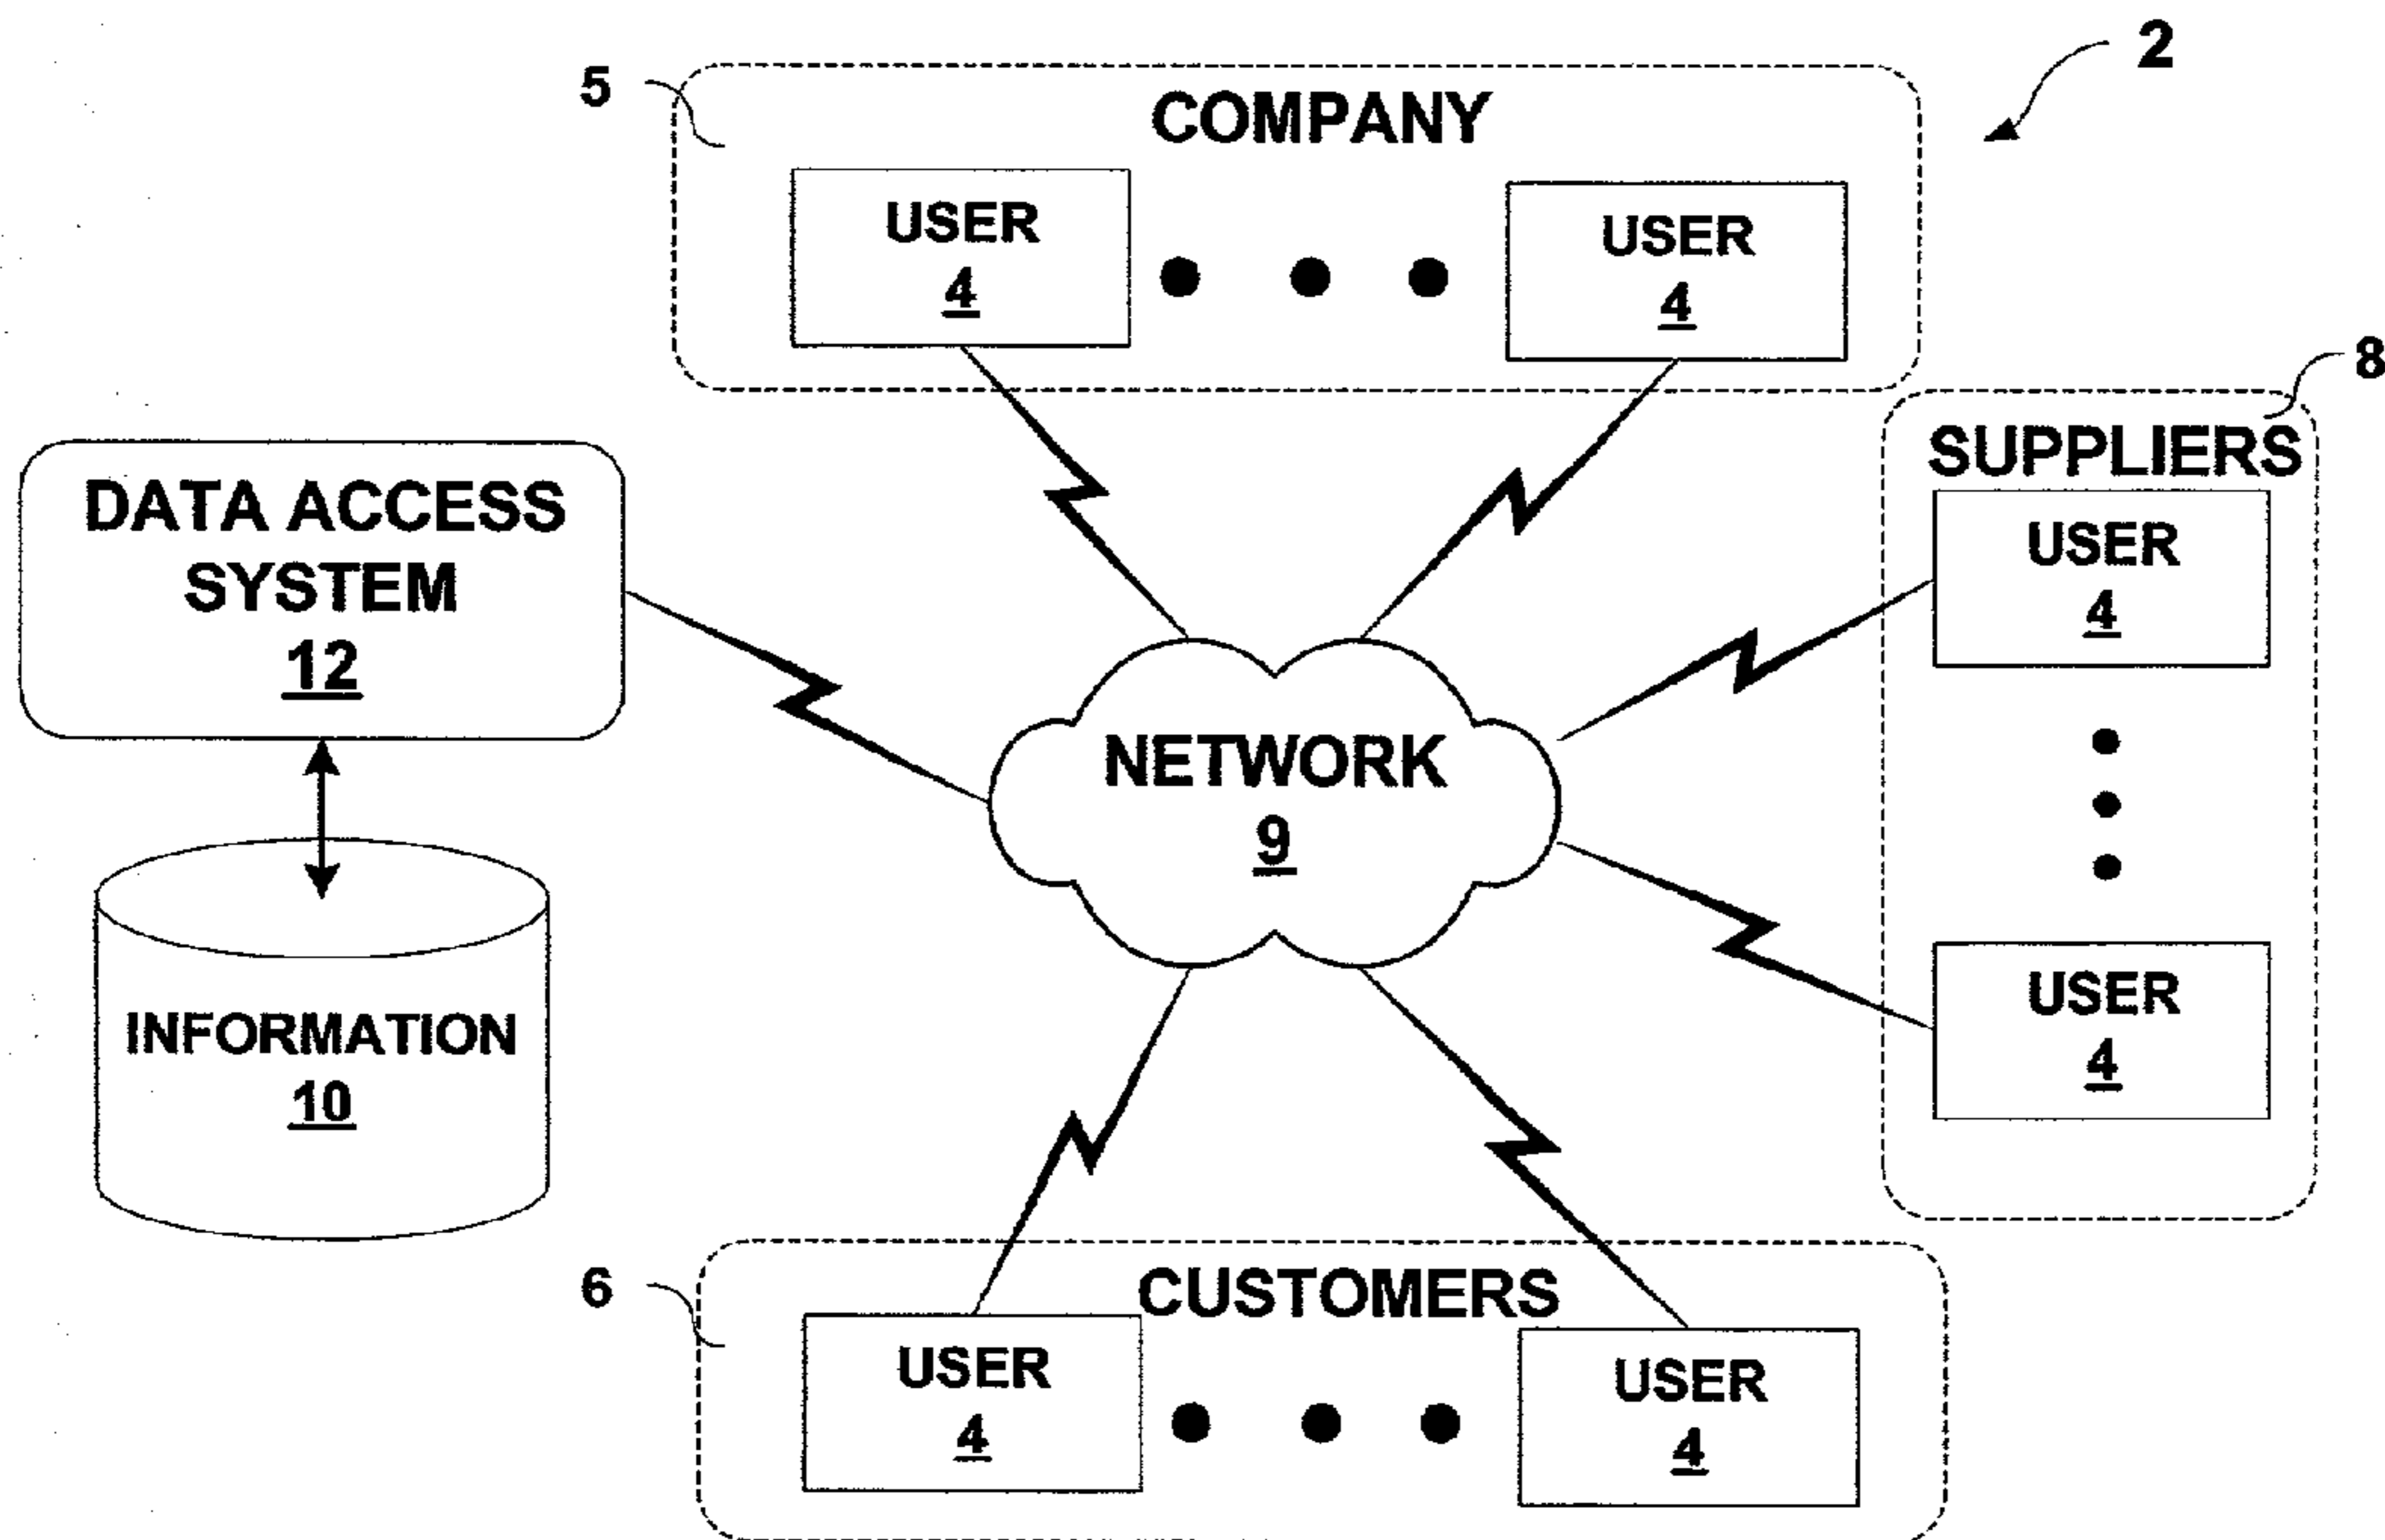 2
5
COMPANY
USER
4
USER
4
8
SUPPLIERS
USER
4
USER
4
DATA ACCESS
SYSTEM
12
NETWORK
9
INFORMATION
10
6
CUSTOMERS
USER
4
USER
4